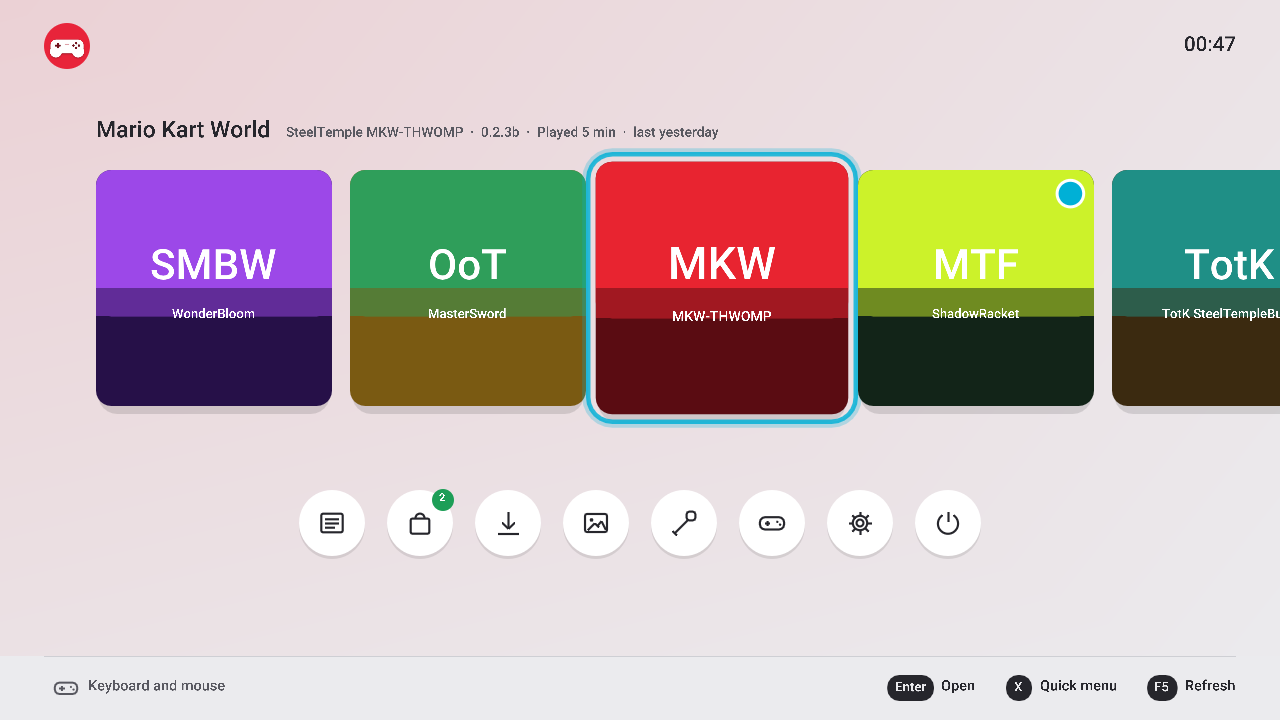 00:47
Mario Kart World SteelTemple MKW-THWOMP · 0.2.3b · Played 5 min · last yesterday
SMBW
WonderBloom
OoT
MasterSword
MKW
MKW-THWOMP
MTF
ShadowRacket
TotK
TotK SteelTempleBu
2
Keyboard and mouse
Enter Open
X Quick menu
F5 Refresh